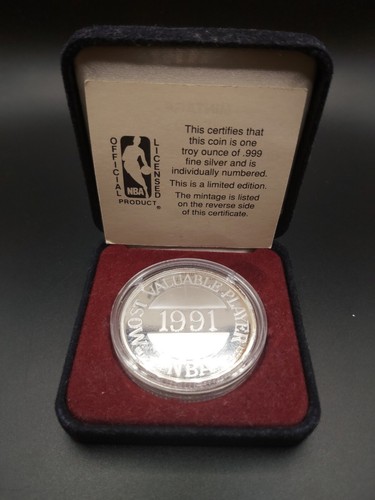 OFFICIAL
LICENSED
NBA
PRODUCT
®
This certifies that
this coin is one
troy ounce of .999
fine silver and is
individually numbered.
This is a limited edition.
The mintage is listed
on the reverse side
of this certificate.
MOST VALUABLE PLAYER
1991
NBA